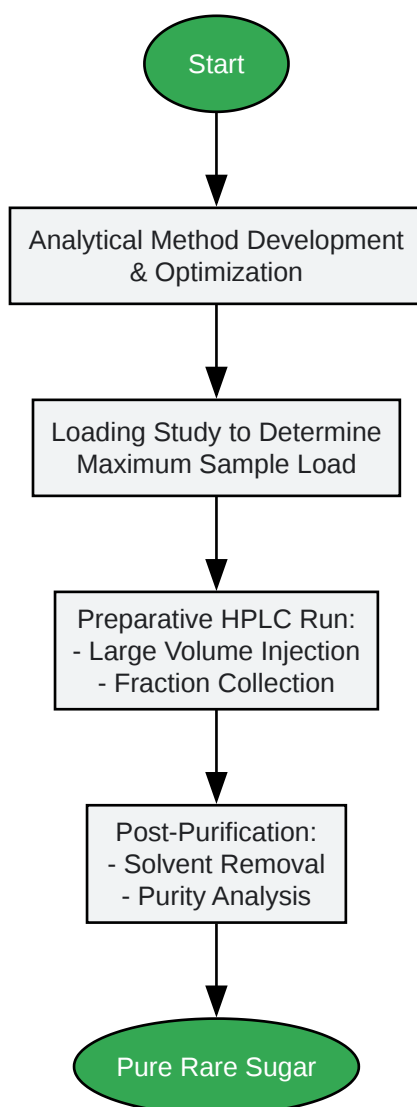 Start
Analytical Method Development
& Optimization
Loading Study to Determine
Maximum Sample Load
Preparative HPLC Run:
- Large Volume Injection
- Fraction Collection
Post-Purification:
- Solvent Removal
- Purity Analysis
Pure Rare Sugar